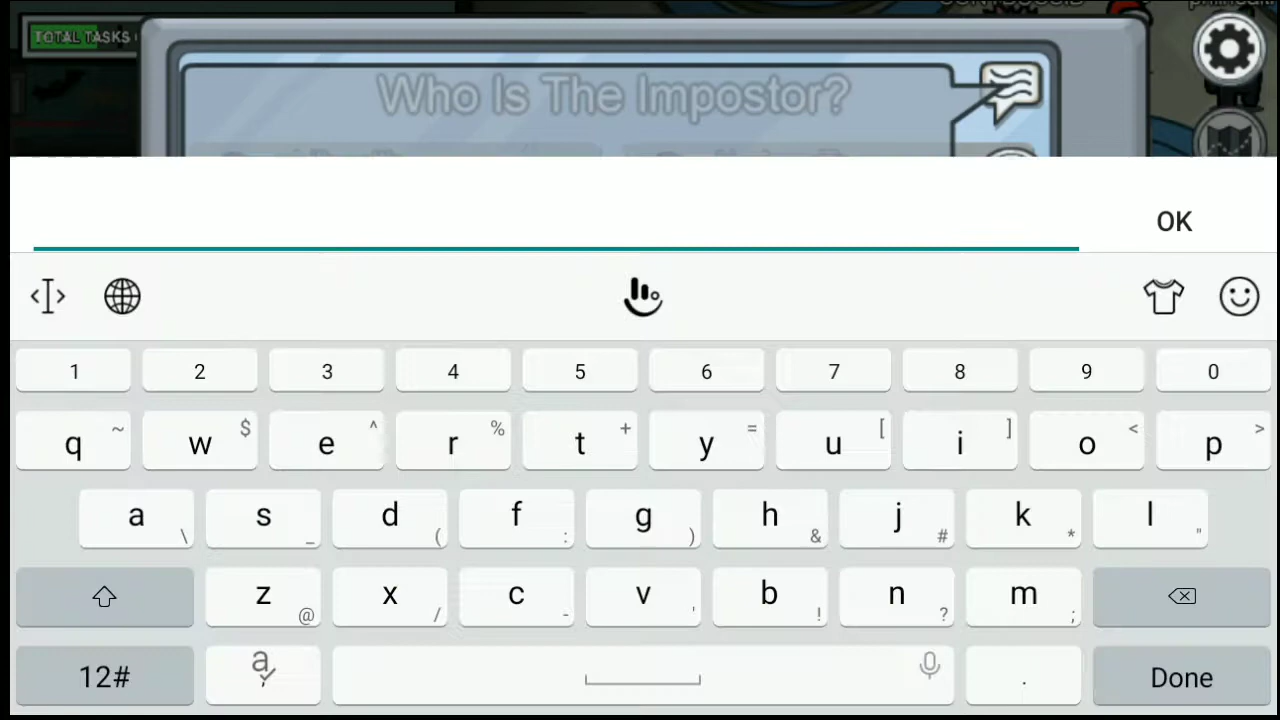 TOTAL TASKS
Who Is The Impostor?
OK
1 2 3 4 5 6 7 8 9 0
q ~ w $ e ^ r % t + y = u [ i ] o < p >
a \ s _ d ( f : g ) h & j # k * l "
z @ x / c - v ' b ! n ? m ;
12# a , . Done